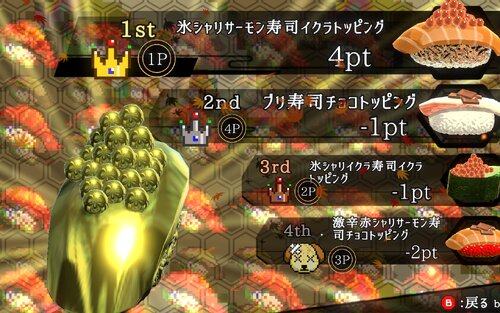 1st
氷シャリサーモン寿司イクラトッピング
1P
4pt
2nd
ブリ寿司チョコトッピング
4P
-1pt
3rd
氷シャリイクラ寿司イクラ
トッピング
2P
-1pt
4th
激辛赤シャリサーモン寿
司チョコトッピング
3P
-2pt
B:戻る b